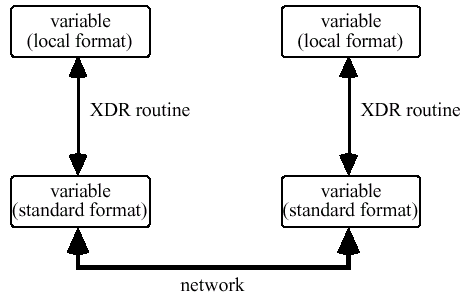 variable
(local format)
variable
(local format)
XDR routine
XDR routine
variable
(standard format)
variable
(standard format)
network